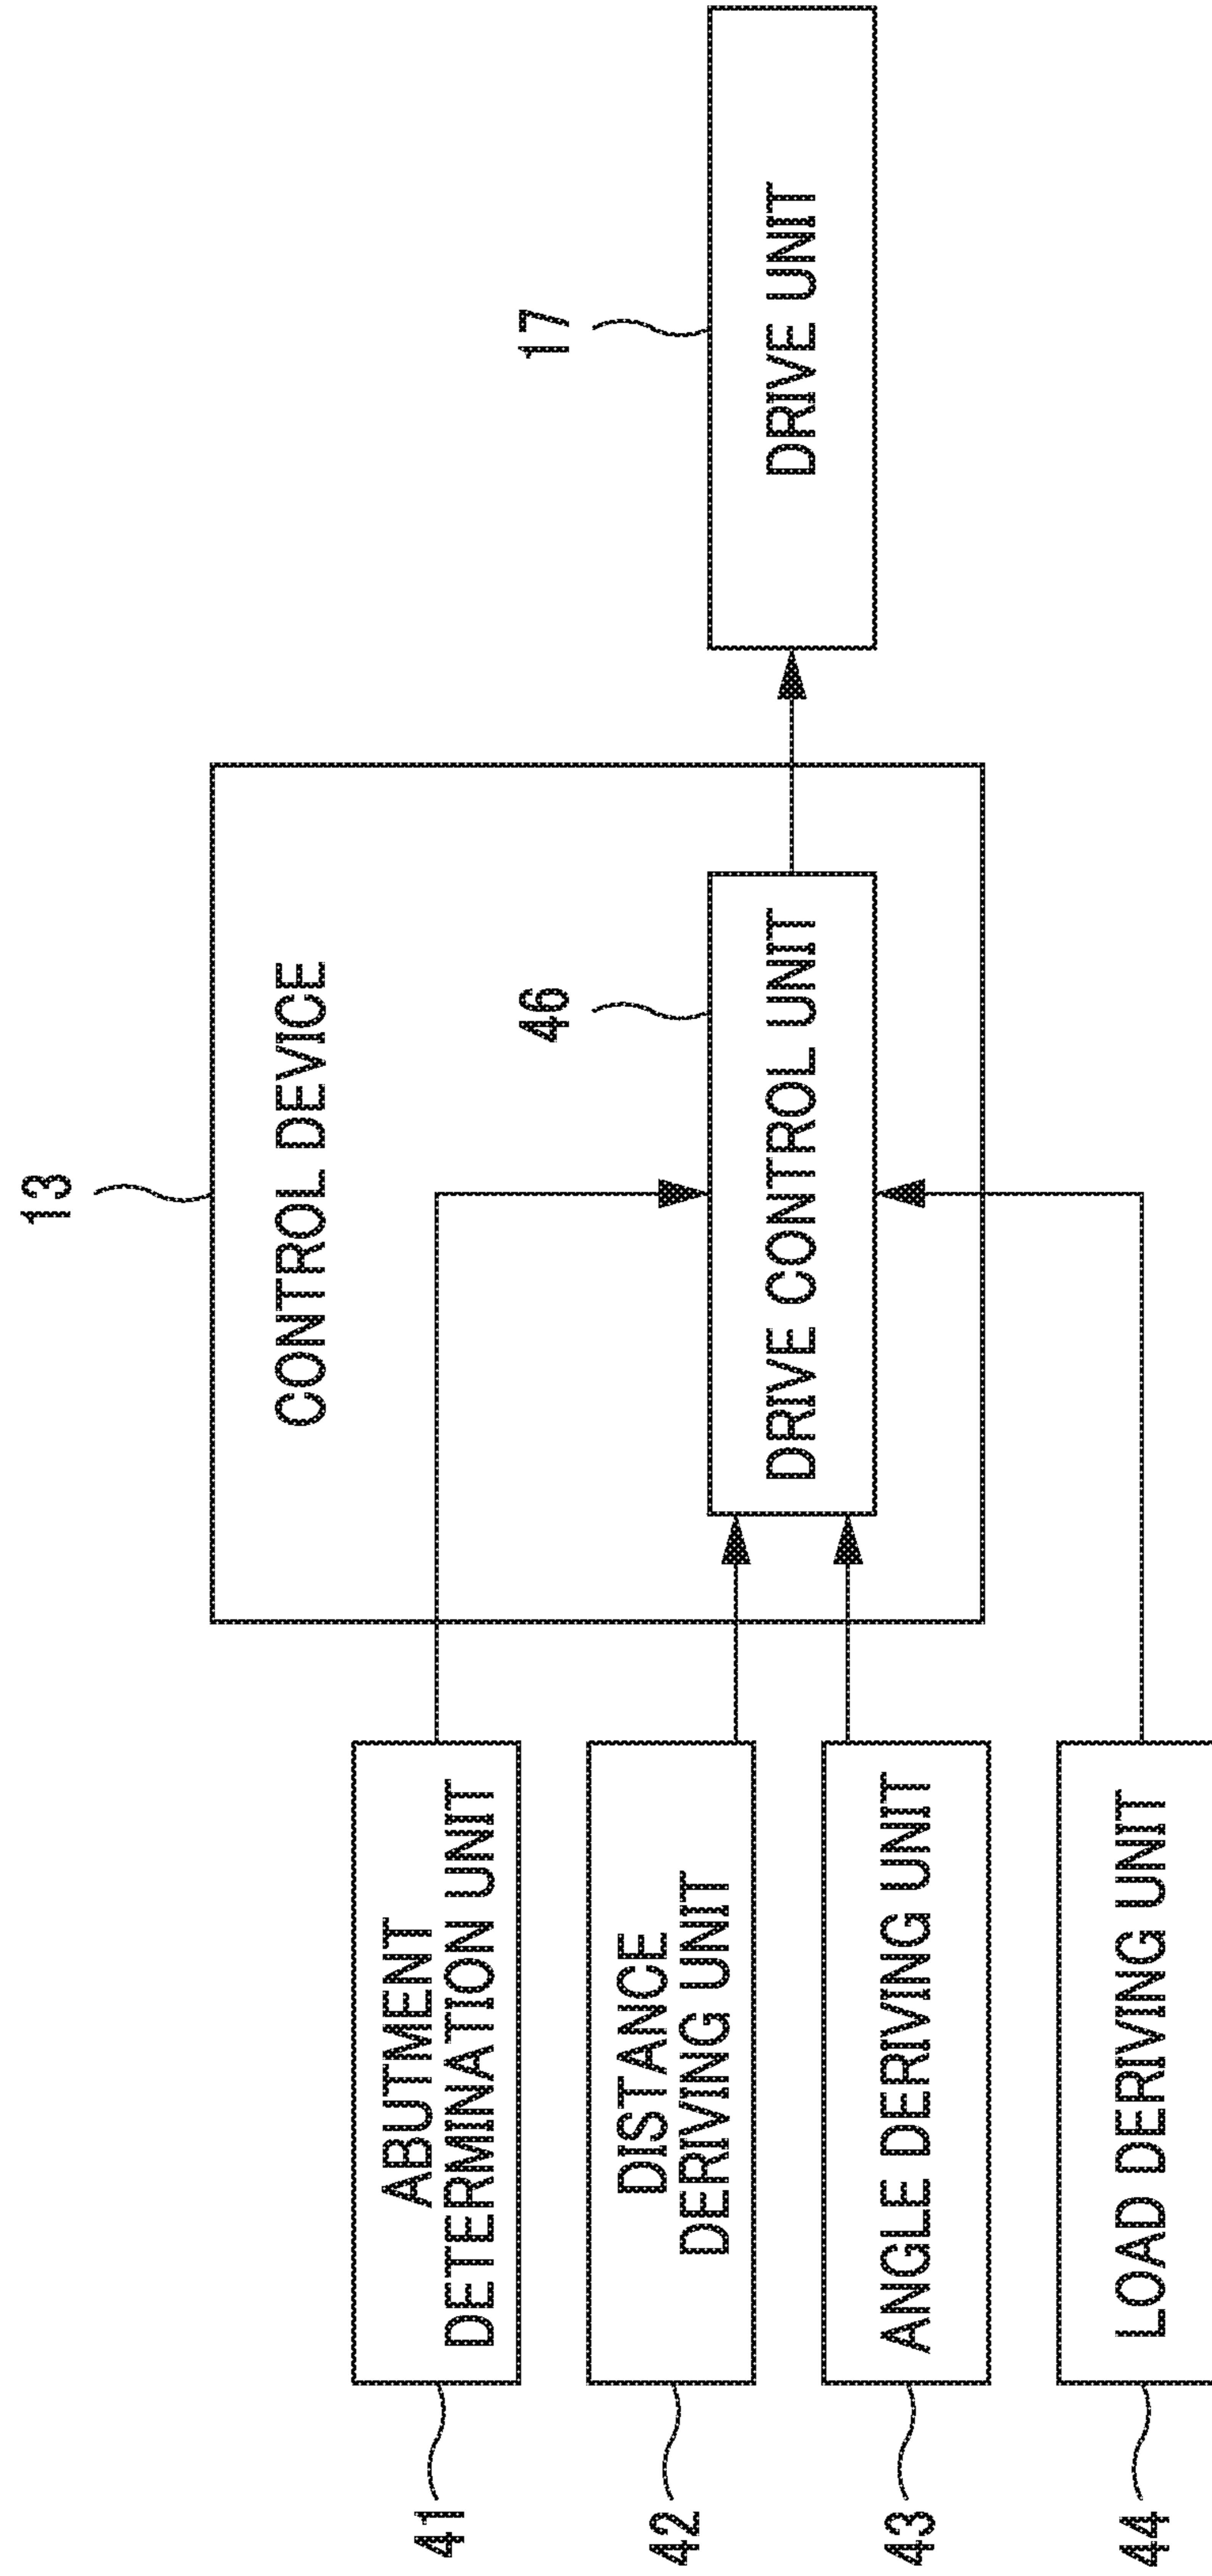 13
CONTROL DEVICE
41
ABUTMENT
DETERMINATION UNIT
42
DISTANCE
DERIVING UNIT
46
DRIVE CONTROL UNIT
17
DRIVE UNIT
43
ANGLE DERIVING UNIT
44
LOAD DERIVING UNIT